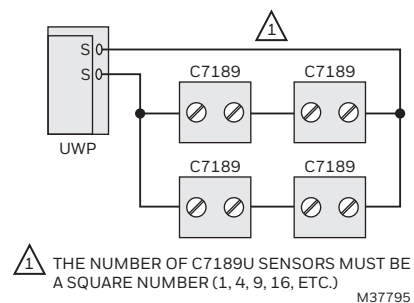 1
S
S
C7189
C7189
UWP
C7189
C7189
1 THE NUMBER OF C7189U SENSORS MUST BE
A SQUARE NUMBER (1, 4, 9, 16, ETC.)
M37795